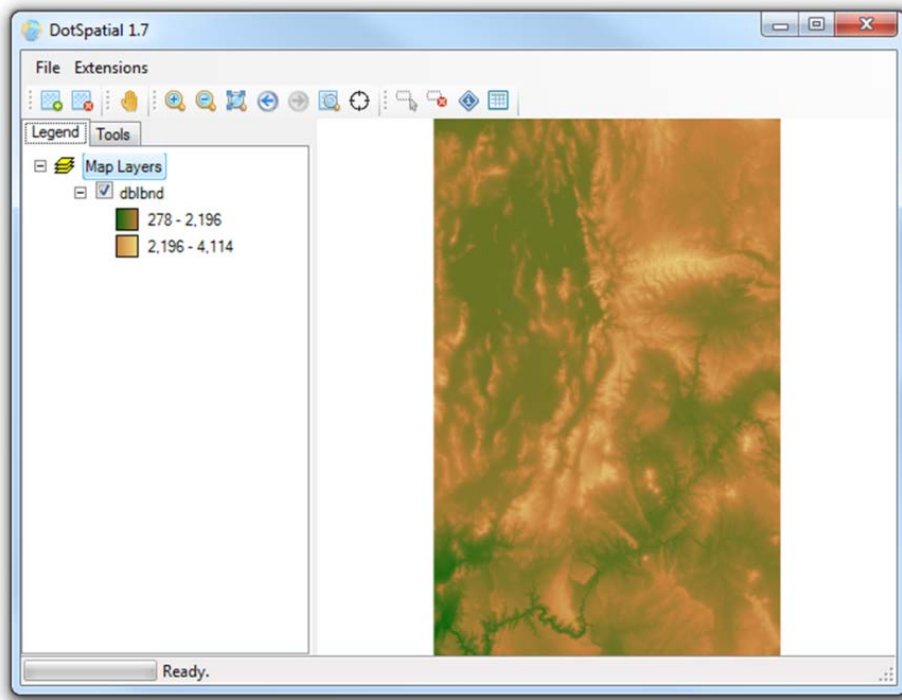 DotSpatial 1.7
File Extensions
Legend Tools
Map Layers
dblbnd
278 - 2,196
2,196 - 4,114
Ready.